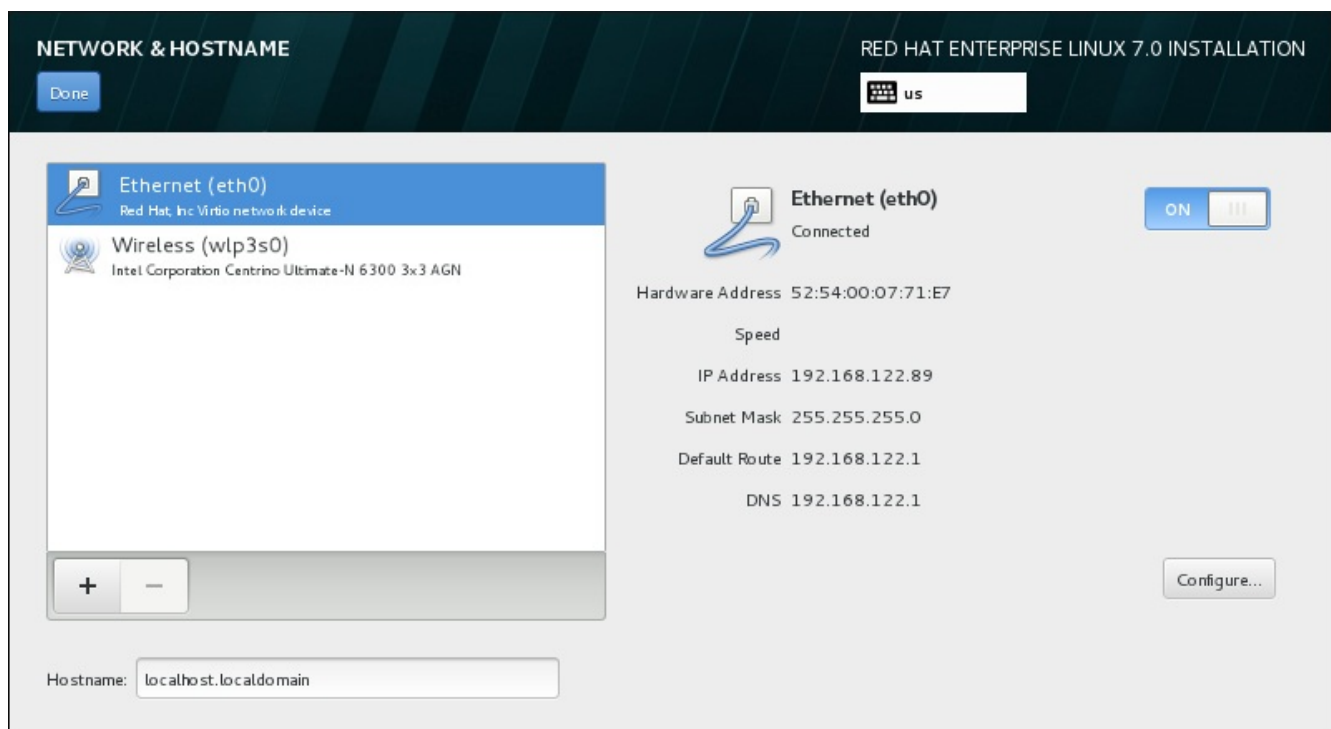 NETWORK & HOSTNAME
RED HAT ENTERPRISE LINUX 7.0 INSTALLATION
Done
us
Ethernet (eth0)
Red Hat, Inc Virtio network device
Wireless (wlp3s0)
Intel Corporation Centrino Ultimate-N 6300 3x3 AGN
Ethernet (eth0)
Connected
ON
Hardware Address 52:54:00:07:71:E7
Speed
IP Address 192.168.122.89
Subnet Mask 255.255.255.0
Default Route 192.168.122.1
DNS 192.168.122.1
+ −
Configure...
Hostname: localhost.localdomain